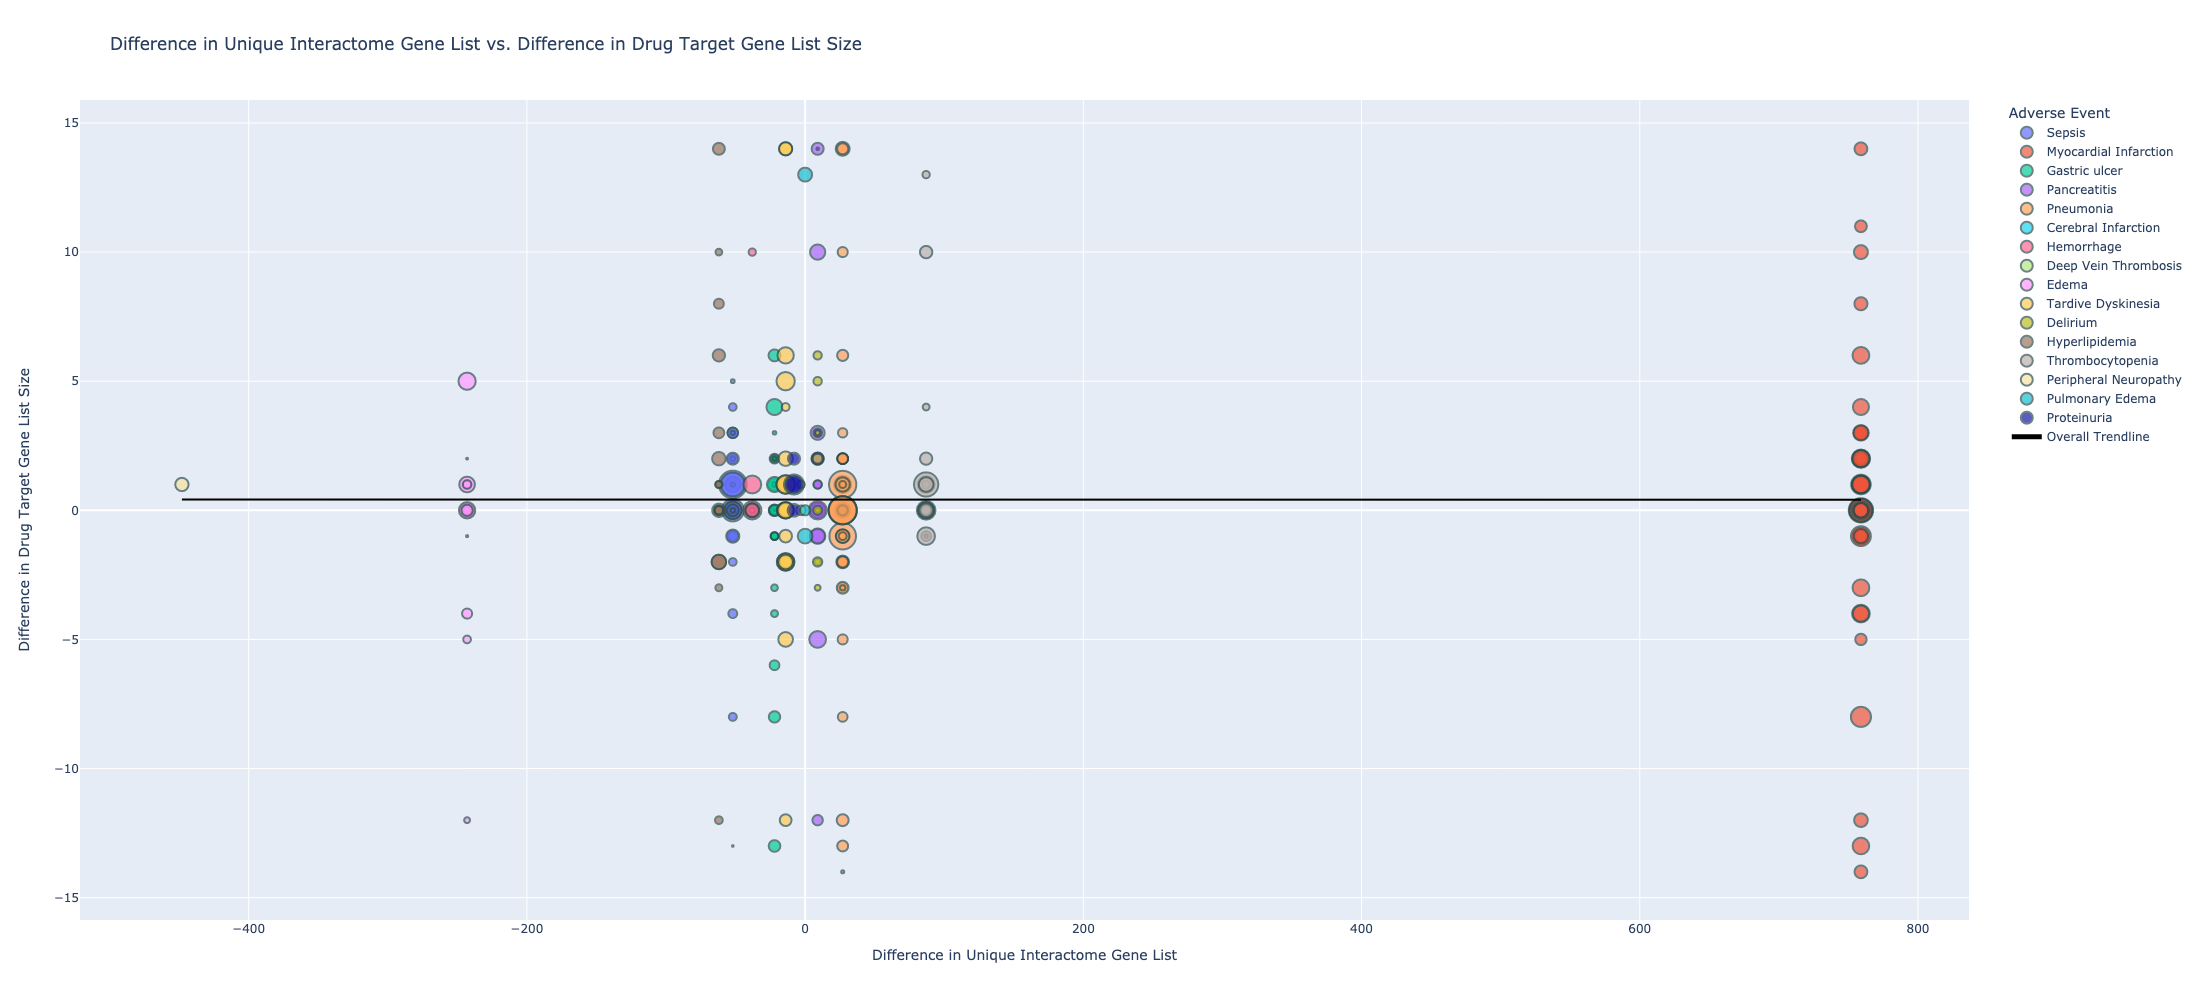 Difference in Unique Interactome Gene List vs. Difference in Drug Target Gene List Size
15
10
5
0
−5
−10
−15
Difference in Drug Target Gene List Size
−400
−200
0
200
400
600
800
Difference in Unique Interactome Gene List
Adverse Event
Sepsis
Myocardial Infarction
Gastric ulcer
Pancreatitis
Pneumonia
Cerebral Infarction
Hemorrhage
Deep Vein Thrombosis
Edema
Tardive Dyskinesia
Delirium
Hyperlipidemia
Thrombocytopenia
Peripheral Neuropathy
Pulmonary Edema
Proteinuria
Overall Trendline